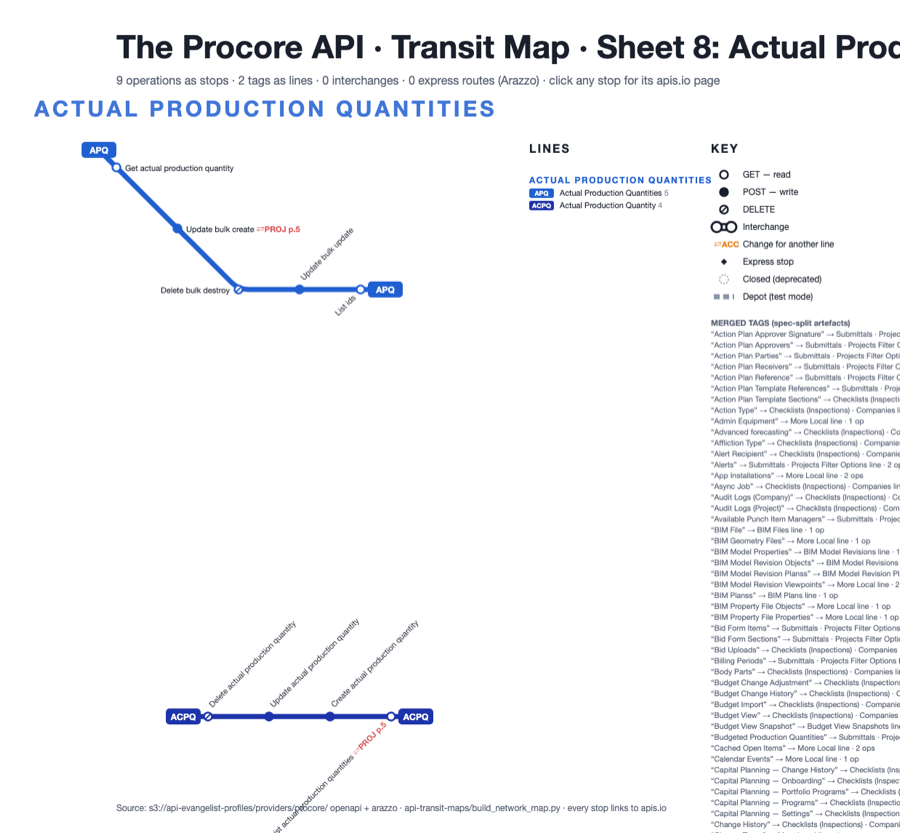 The Procore API · Transit Map · Sheet 8: Actual Prod
9 operations as stops · 2 tags as lines · 0 interchanges · 0 express routes (Arazzo) · click any stop for its apis.io page
ACTUAL PRODUCTION QUANTITIES
APQ
Get actual production quantity
Update bulk create ⇄PROJ p.5
Update bulk update
Delete bulk destroy
APQ
List ids
LINES
ACTUAL PRODUCTION QUANTITIES
APQ Actual Production Quantities 5
ACPQ Actual Production Quantity 4
KEY
GET — read
POST — write
DELETE
Interchange
⇄ACC Change for another line
Express stop
Closed (deprecated)
Depot (test mode)
MERGED TAGS (spec-split artefacts)
"Action Plan Approver Signature" → Submittals · Projec
"Action Plan Approvers" → Submittals · Projects Filter O
"Action Plan Parties" → Submittals · Projects Filter Opti
"Action Plan Receivers" → Submittals · Projects Filter O
"Action Plan Reference" → Submittals · Projects Filter O
"Action Plan Template References" → Submittals · Proje
"Action Plan Template Sections" → Checklists (Inspecti
"Action Type" → Checklists (Inspections) · Companies li
"Admin Equipment" → More Local line · 1 op
"Advanced forecasting" → Checklists (Inspections) · Co
"Affliction Type" → Checklists (Inspections) · Companie
"Alert Recipient" → Checklists (Inspections) · Companie
"Alerts" → Submittals · Projects Filter Options line · 2 op
"App Installations" → More Local line · 2 ops
"Async Job" → Checklists (Inspections) · Companies lin
"Audit Logs (Company)" → Checklists (Inspections) · Co
"Audit Logs (Project)" → Checklists (Inspections) · Com
"Available Punch Item Managers" → Submittals · Projec
"BIM File" → BIM Files line · 1 op
"BIM Geometry Files" → More Local line · 1 op
"BIM Model Properties" → BIM Model Revisions line · 1
"BIM Model Revision Objects" → BIM Model Revisions
"BIM Model Revision Planss" → BIM Model Revision Pl
"BIM Model Revision Viewpoints" → More Local line · 2
"BIM Planss" → BIM Plans line · 1 op
"BIM Property File Objects" → More Local line · 1 op
"BIM Property File Properties" → More Local line · 1 op
"Bid Form Items" → Submittals · Projects Filter Options
"Bid Form Sections" → Submittals · Projects Filter Opti
"Bid Uploads" → Checklists (Inspections) · Companies
"Billing Periods" → Submittals · Projects Filter Options l
"Body Parts" → Checklists (Inspections) · Companies li
"Budget Change Adjustment" → Checklists (Inspections
"Budget Change History" → Checklists (Inspections) · C
"Budget Import" → Checklists (Inspections) · Companie
"Budget View" → Checklists (Inspections) · Companies
"Budget View Snapshot" → Budget View Snapshots line
"Budgeted Production Quantities" → Submittals · Proje
"Cached Open Items" → More Local line · 2 ops
"Calendar Events" → More Local line · 1 op
"Capital Planning — Change History" → Checklists (Ins
"Capital Planning — Onboarding" → Checklists (Inspec
"Capital Planning — Portfolio Programs" → Checklists (
"Capital Planning — Programs" → Checklists (Inspectio
"Capital Planning — Settings" → Checklists (Inspections
"Change History" → Checklists (Inspections) · Compani
Delete actual production quantity
Update actual production quantity
Create actual production quantity
ACPQ
ACPQ
st actual production quantities ⇄PROJ p.5
Source: s3://api-evangelist-profiles/providers/procore/ openapi + arazzo · api-transit-maps/build_network_map.py · every stop links to apis.io